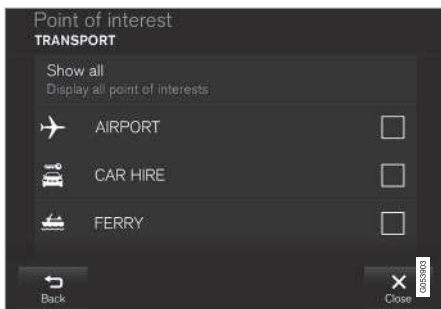 Point of interest
TRANSPORT
Show all
Display all point of interests
AIRPORT
CAR HIRE
FERRY
Back
Close
G053903